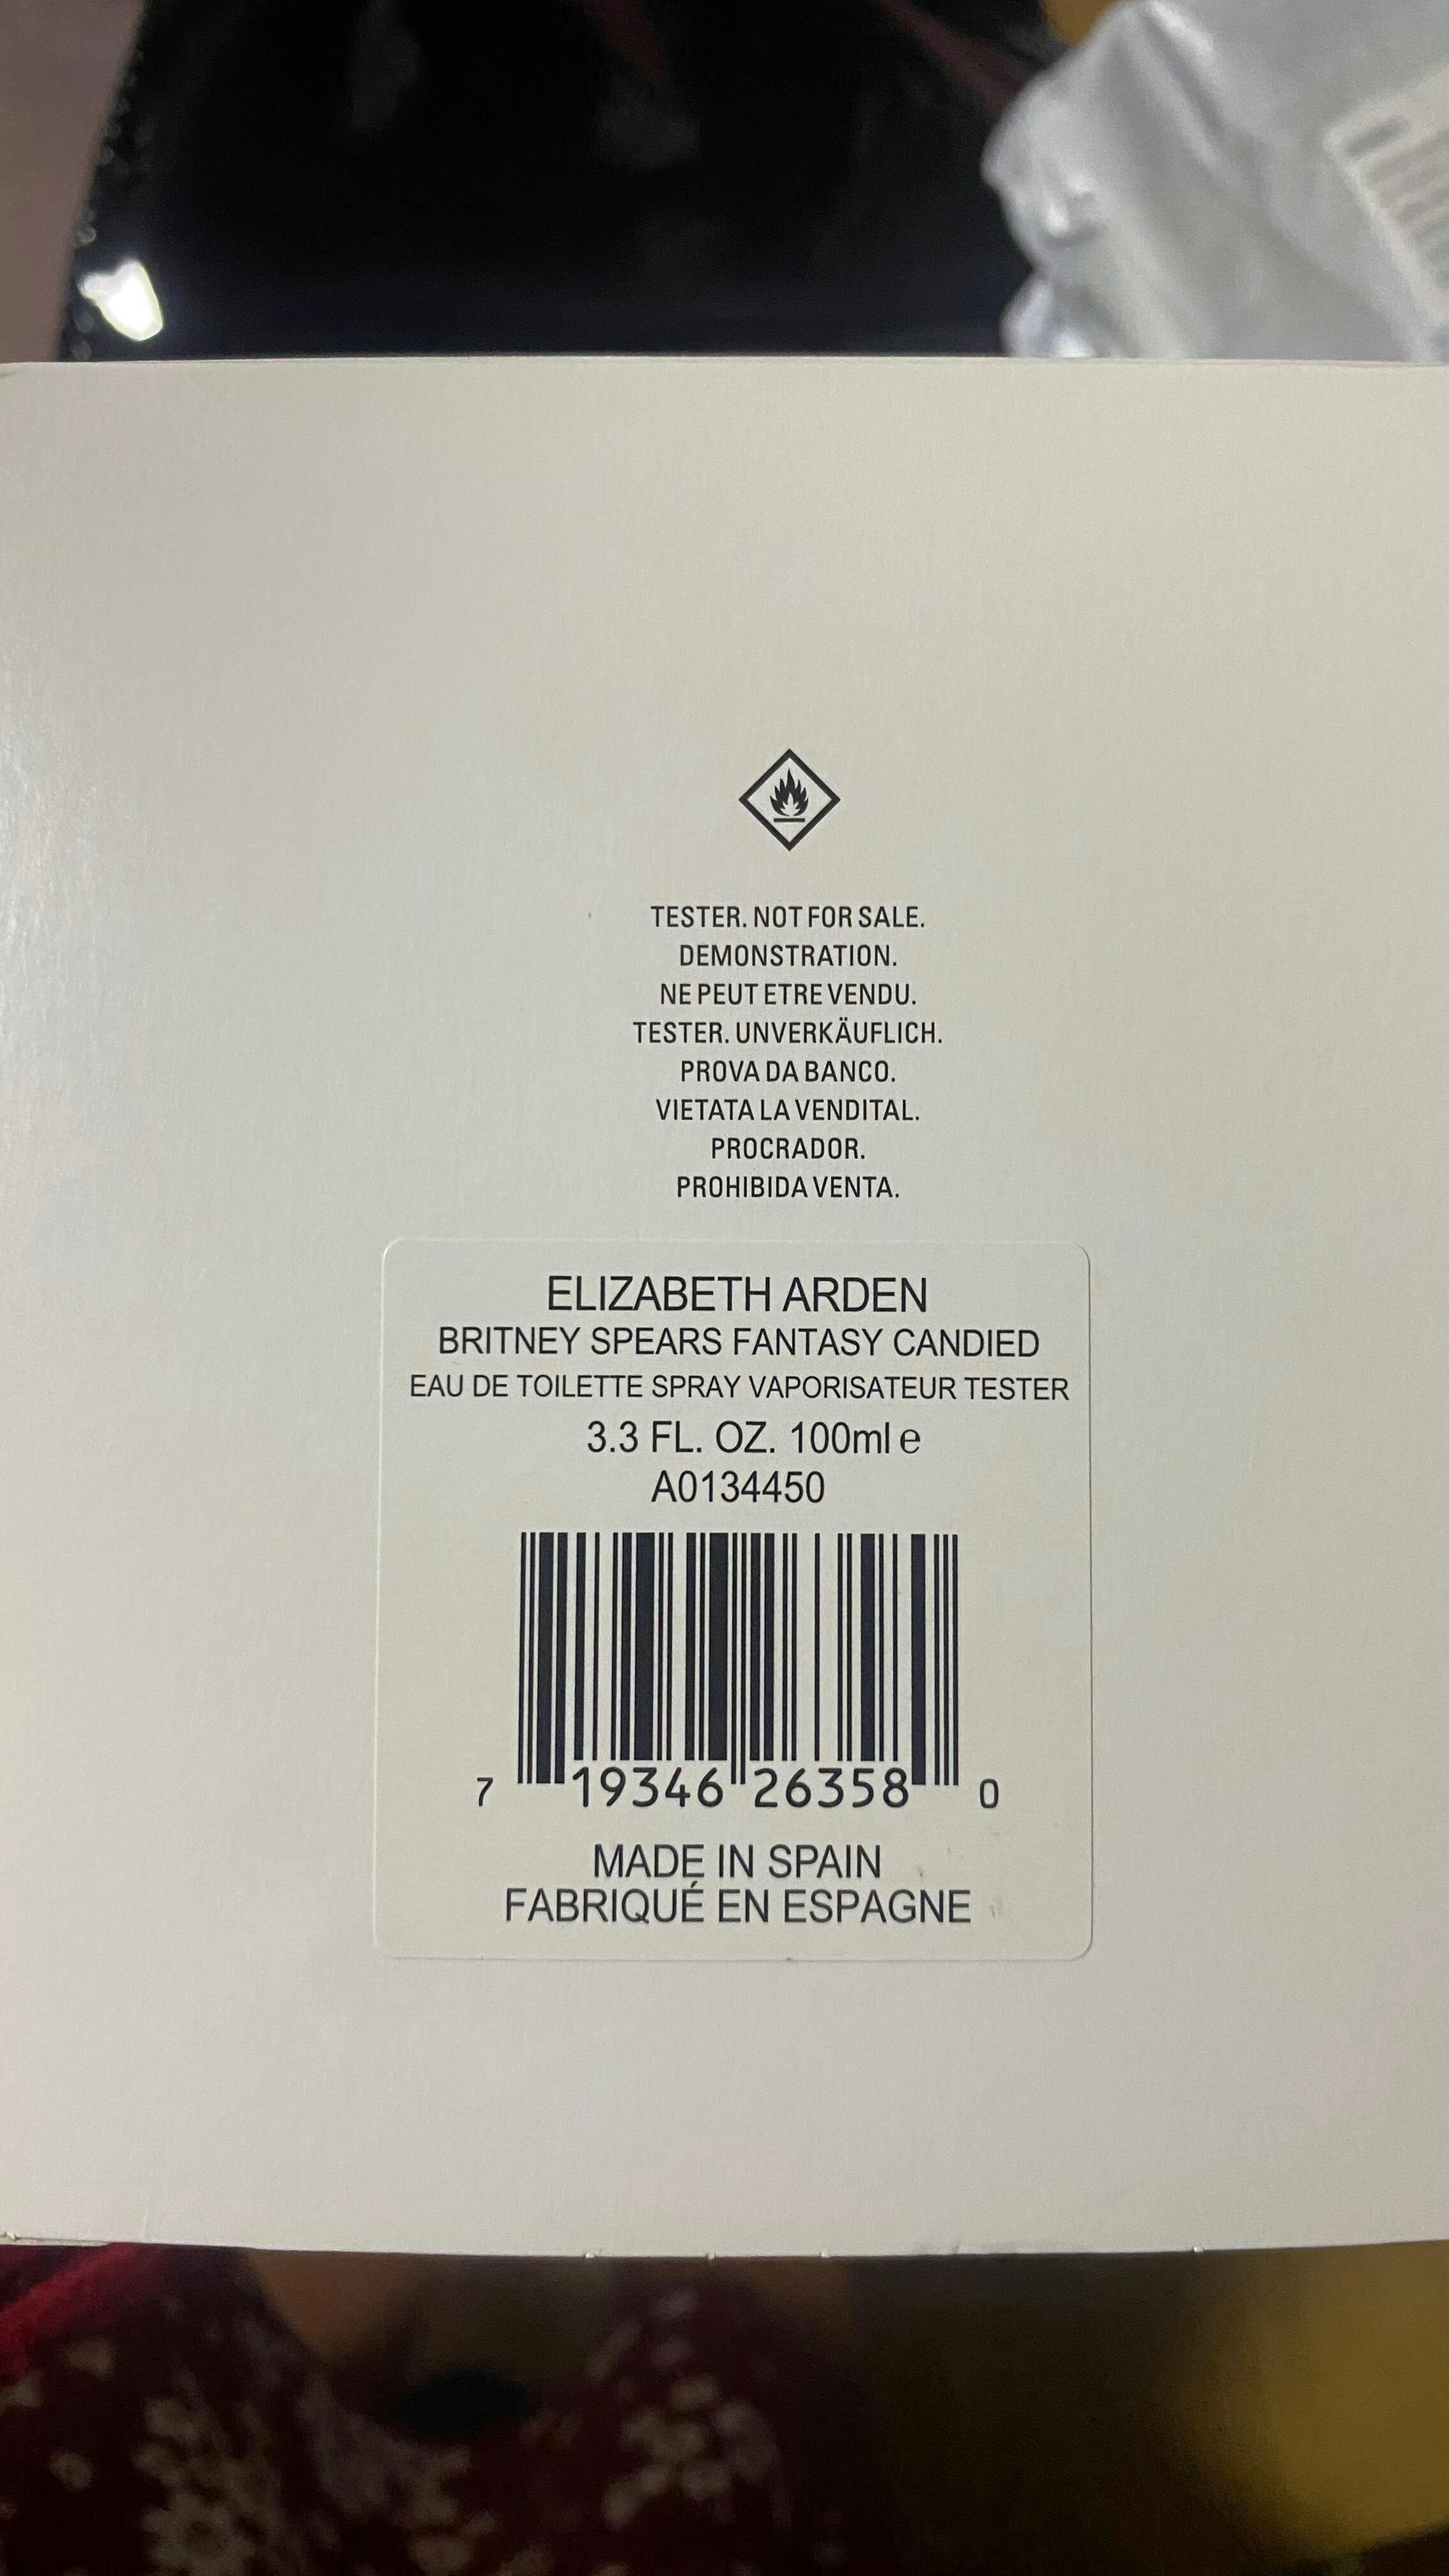 TESTER. NOT FOR SALE.
DEMONSTRATION.
NE PEUT ETRE VENDU.
TESTER. UNVERKÄUFLICH.
PROVA DA BANCO.
VIETATA LA VENDITAL.
PROCRADOR.
PROHIBIDA VENTA.
ELIZABETH ARDEN
BRITNEY SPEARS FANTASY CANDIED
EAU DE TOILETTE SPRAY VAPORISATEUR TESTER
3.3 FL. OZ. 100ml e
A0134450
7 19346 26358 0
MADE IN SPAIN
FABRIQUÉ EN ESPAGNE